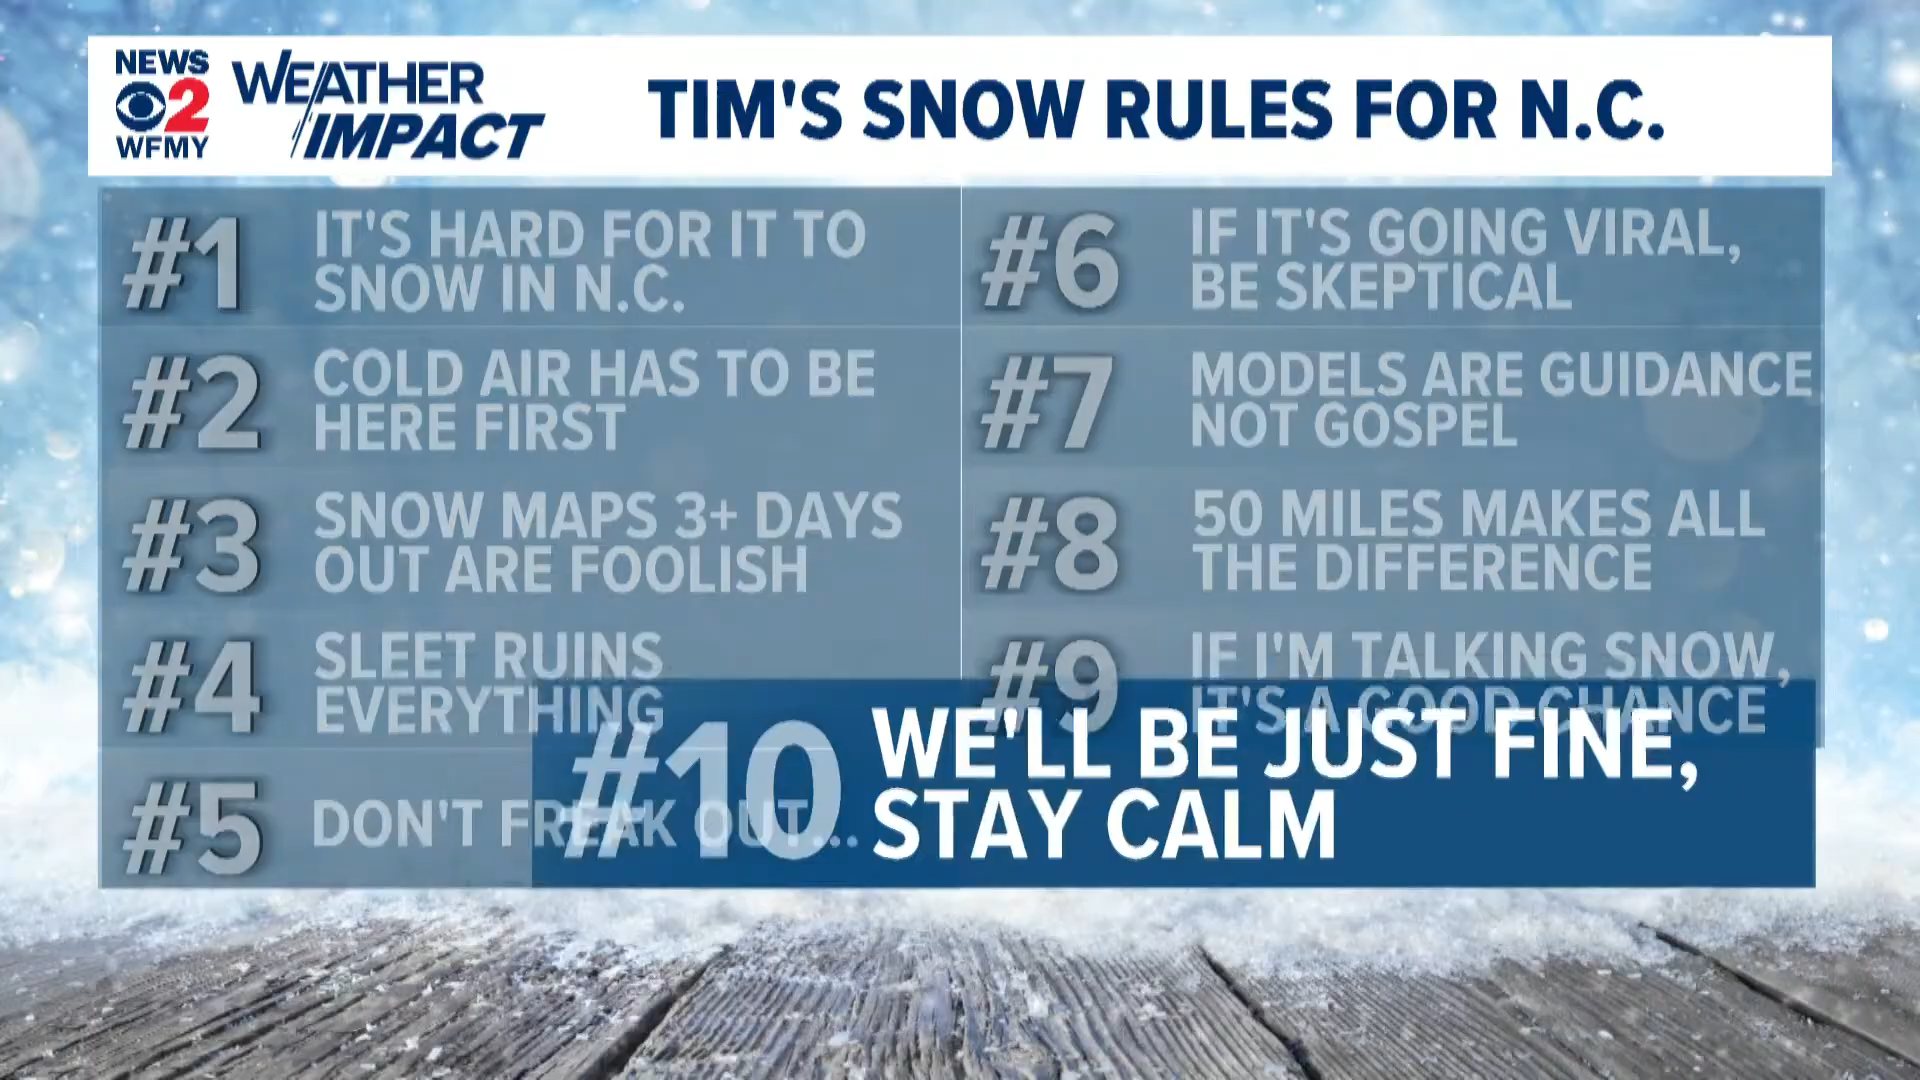 NEWS
2
WFMY
WEATHER
IMPACT
TIM'S SNOW RULES FOR N.C.
#1
IT'S HARD FOR IT TO
SNOW IN N.C.
#2
COLD AIR HAS TO BE
HERE FIRST
#3
SNOW MAPS 3+ DAYS
OUT ARE FOOLISH
#4
SLEET RUINS
EVERYTHING
#5
DON'T FREAK OUT...
#6
IF IT'S GOING VIRAL,
BE SKEPTICAL
#7
MODELS ARE GUIDANCE
NOT GOSPEL
#8
50 MILES MAKES ALL
THE DIFFERENCE
#9
IF I'M TALKING SNOW,
IT'S A GOOD CHANCE
#10
WE'LL BE JUST FINE,
STAY CALM